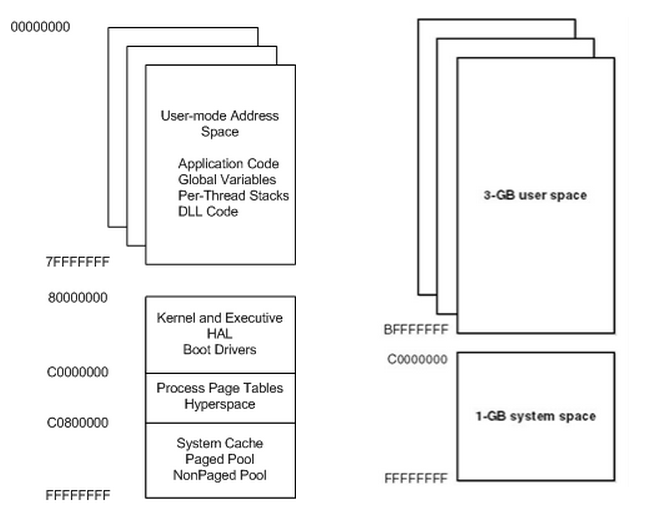 00000000
User-mode Address
Space
Application Code
Global Variables
Per-Thread Stacks
DLL Code
7FFFFFFF
80000000
Kernel and Executive
HAL
Boot Drivers
C0000000
Process Page Tables
Hyperspace
C0800000
System Cache
Paged Pool
NonPaged Pool
FFFFFFFF
3-GB user space
BFFFFFFF
C0000000
1-GB system space
FFFFFFFF